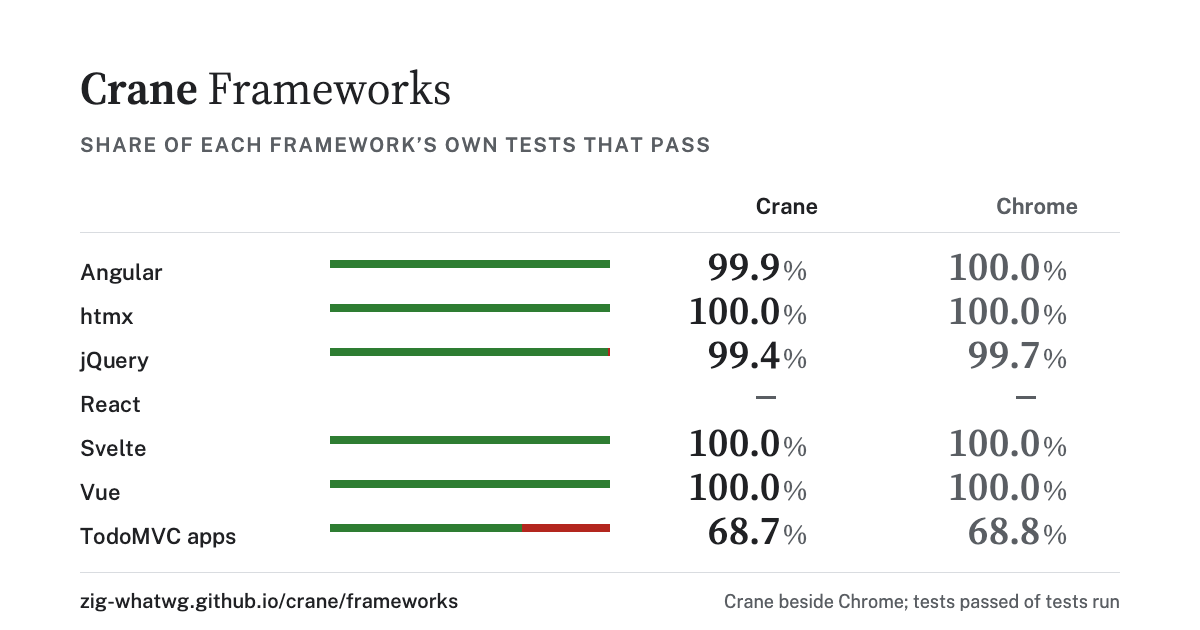 Crane Frameworks
SHARE OF EACH FRAMEWORK’S OWN TESTS THAT PASS
Crane Chrome
Angular 99.9% 100.0%
htmx 100.0% 100.0%
jQuery 99.4% 99.7%
React – –
Svelte 100.0% 100.0%
Vue 100.0% 100.0%
TodoMVC apps 68.7% 68.8%
zig-whatwg.github.io/crane/frameworks Crane beside Chrome; tests passed of tests run